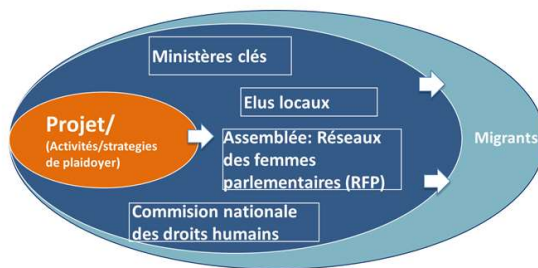 Ministères clés
Elus locaux
Projet/
(Activités/strategies
de plaidoyer)
Assemblée: Réseaux
des femmes
parlementaires (RFP)
Migrants
Commision nationale
des droits humains